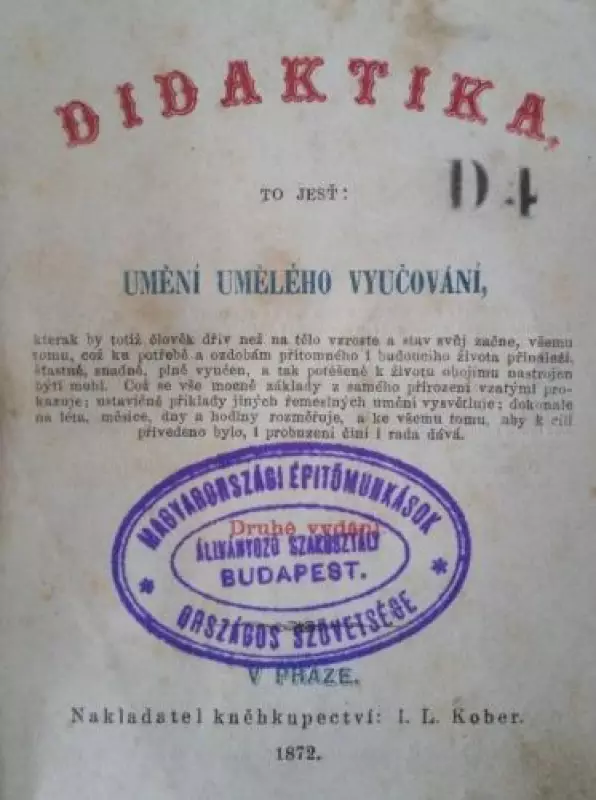 DIDAKTIKA,
TO JESŤ:
D4
UMĚNÍ UMĚLÉHO VYUČOVÁNÍ,
kterak by totiž člověk dřív než na tělo vzroste a stav svůj začne, všemu
tomu, což ku potřebě a ozdobám přítomného i budoucího života přináleží,
šťastně, snadně, plně vyučen, a tak potěšeně k životu obojímu nastrojen
býti mohl. Což se vše mocně základy z samého přirození vzatými pro-
kazuje; ustavičně příklady jiných řemeslných umění vysvětluje; dokonale
na léta, měsíce, dny a hodiny rozměřuje, a ke všemu tomu, aby k cíli
přivedeno bylo, i probuzení činí i rada dává.
MAGYARORSZÁGI ÉPITŐMUNKÁSOK
Druhé vydání.
ÁLLVÁNYOZÓ SZAKOSZTÁLY
BUDAPEST.
* ORSZÁGOS SZÖVETSÉGE *
V PRAZE.
Nakladatel kněhkupectví: I. L. Kober.
1872.